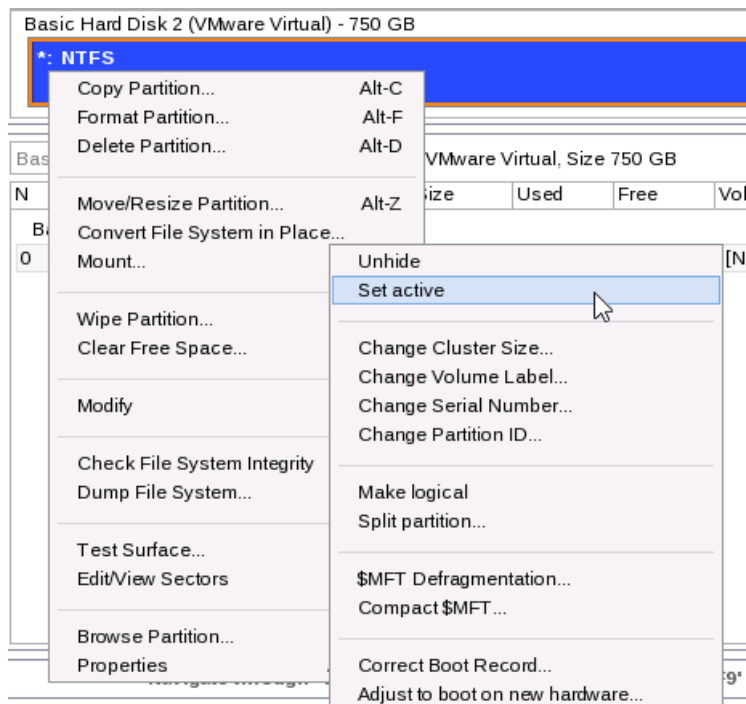 Basic Hard Disk 2 (VMware Virtual) - 750 GB
*: NTFS
Copy Partition... Alt-C
Format Partition... Alt-F
Delete Partition... Alt-D
Bas VMware Virtual, Size 750 GB
N ize Used Free Vol
Move/Resize Partition... Alt-Z
Convert File System in Place...
0 Mount... [N
Unhide
Set active
Wipe Partition...
Clear Free Space...
Change Cluster Size...
Change Volume Label...
Modify
Change Serial Number...
Change Partition ID...
Check File System Integrity
Dump File System...
Make logical
Split partition...
Test Surface...
Edit/View Sectors
$MFT Defragmentation...
Compact $MFT...
Browse Partition...
Properties
Correct Boot Record...
Adjust to boot on new hardware...